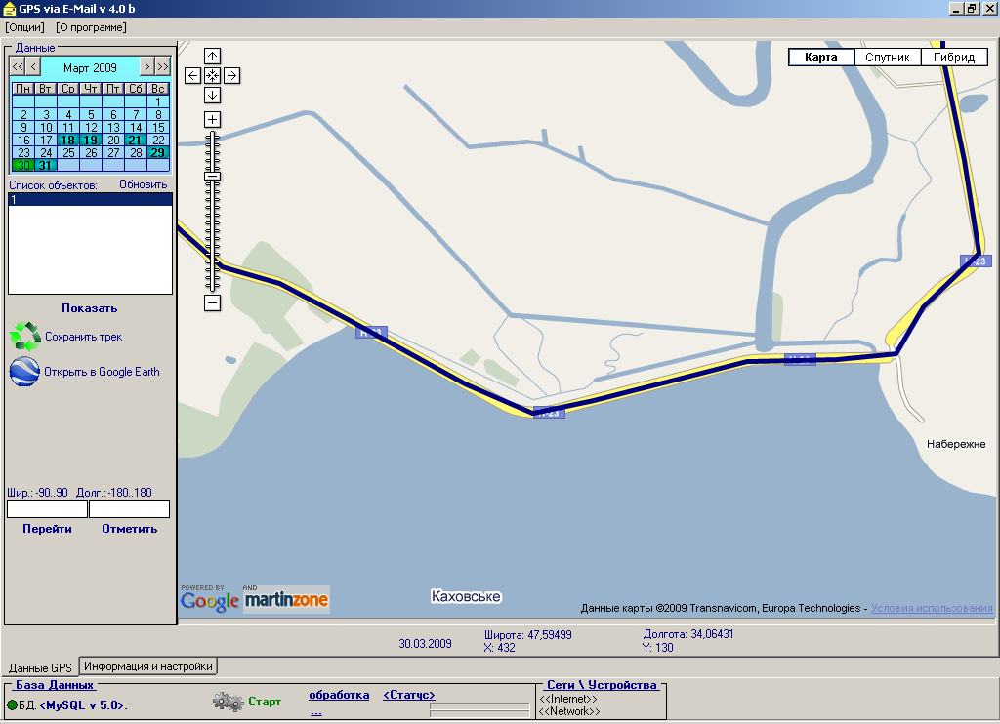 GPS via E-Mail v 4.0 b
[Опции] [О программе]
Данные
<< < Март 2009 > >>
Пн Вт Ср Чт Пт Сб Вс
1
2 3 4 5 6 7 8
9 10 11 12 13 14 15
16 17 18 19 20 21 22
23 24 25 26 27 28 29
30 31
Список объектов: Обновить
1
Показать
Сохранить трек
Открыть в Google Earth
Шир.: -90..90 Долг.:-180..180
Перейти Отметить
Карта Спутник Гибрид
Набережне
Каховське
POWERED BY AND
Google martinzone
Данные карты ©2009 Transnavicom, Europa Technologies - Условия использования
30.03.2009
Широта: 47,59499 Долгота: 34,06431
X: 432 Y: 130
Данные GPS Информация и настройки
База Данных
БД: <MySQL v 5.0>.
Старт
обработка <Статус>
...
Сети \ Устройства
<<Internet>>
<<Network>>